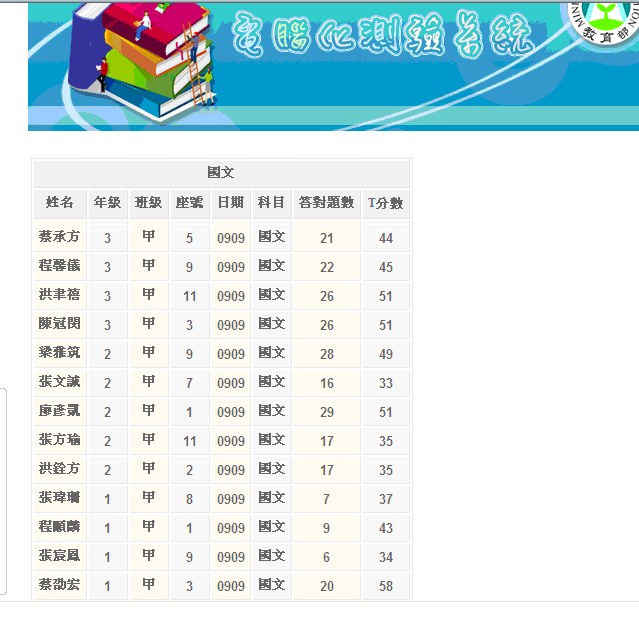 電腦化測驗系統
MIN
教育部
ION
國文
姓名 年級 班級 座號 日期 科目 答對題數 T分數
蔡承方 3 甲 5 0909 國文 21 44
程馨儀 3 甲 9 0909 國文 22 45
洪聿禧 3 甲 11 0909 國文 26 51
陳冠閔 3 甲 3 0909 國文 26 51
梁雅筑 2 甲 9 0909 國文 28 49
張文誠 2 甲 7 0909 國文 16 33
廖彥凱 2 甲 1 0909 國文 29 51
張方瑜 2 甲 11 0909 國文 17 35
洪銓方 2 甲 2 0909 國文 17 35
張瑋珊 1 甲 8 0909 國文 7 37
程頤麟 1 甲 1 0909 國文 9 43
張宸鳳 1 甲 9 0909 國文 6 34
蔡劭宏 1 甲 3 0909 國文 20 58